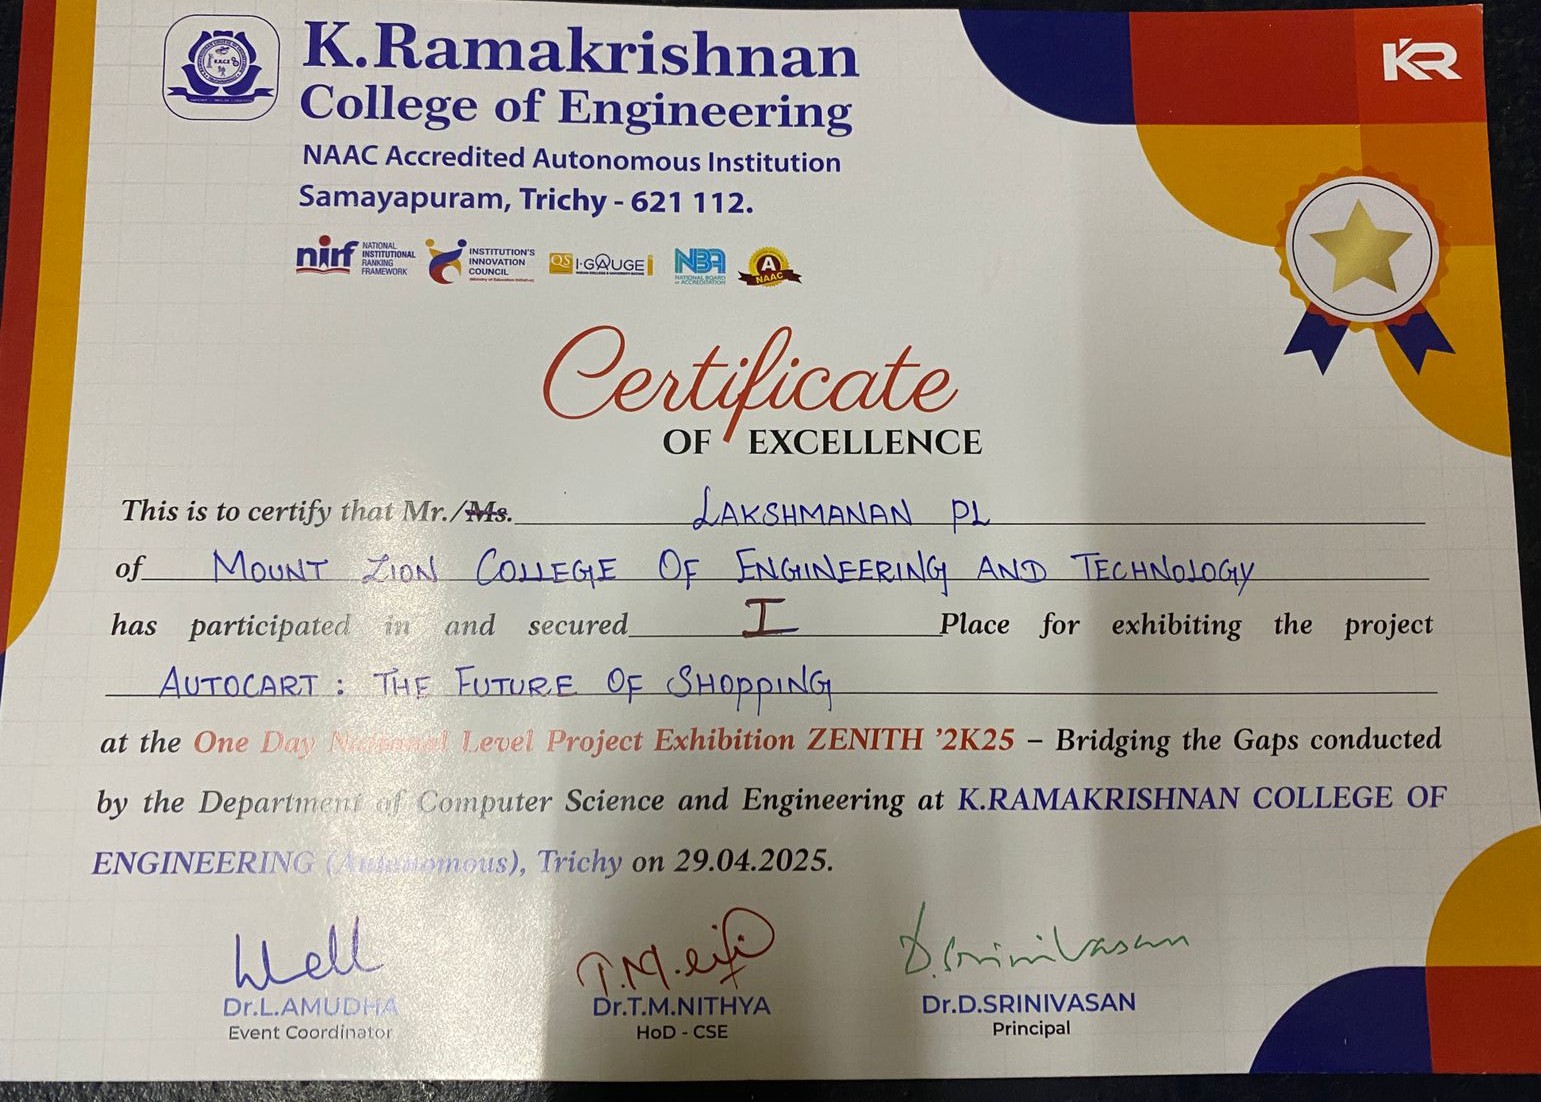 K.Ramakrishnan
College of Engineering
NAAC Accredited Autonomous Institution
Samayapuram, Trichy - 621 112.
KR
nirf NATIONAL INSTITUTIONAL RANKING FRAMEWORK
INSTITUTION'S INNOVATION COUNCIL
QS I·GAUGE
NBA NATIONAL BOARD of ACCREDITATION
A NAAC
Certificate
OF EXCELLENCE
This is to certify that Mr./Ms. LAKSHMANAN PL
of MOUNT ZION COLLEGE OF ENGINEERING AND TECHNOLOGY
has participated in and secured I Place for exhibiting the project
AUTOCART : THE FUTURE OF SHOPPING
at the One Day National Level Project Exhibition ZENITH '2K25 – Bridging the Gaps conducted
by the Department of Computer Science and Engineering at K.RAMAKRISHNAN COLLEGE OF
ENGINEERING (Autonomous), Trichy on 29.04.2025.
D.Srinivasan
Dr.L.AMUDHA Dr.T.M.NITHYA Dr.D.SRINIVASAN
Event Coordinator HoD - CSE Principal